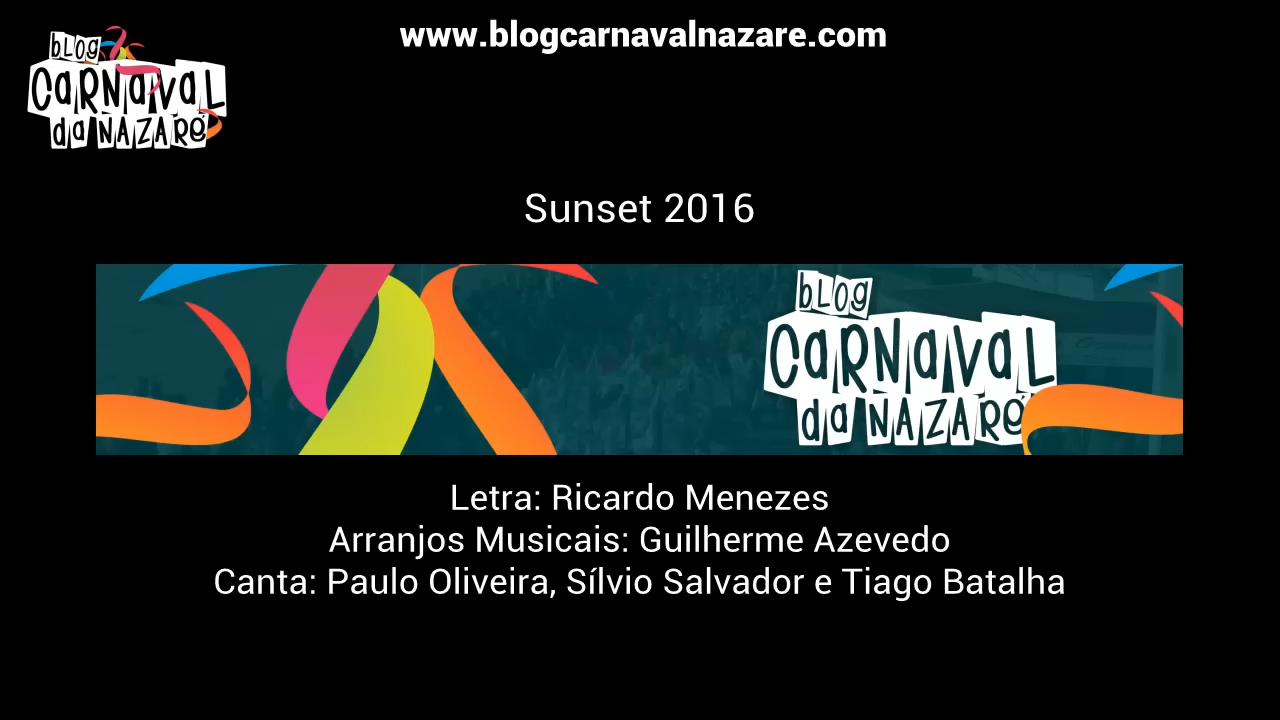 www.blogcarnavalnazare.com
BLOG
CARNAVAL
da NAZARÉ
Sunset 2016
BLOG
CARNAVAL
da NAZARÉ
Letra: Ricardo Menezes
Arranjos Musicais: Guilherme Azevedo
Canta: Paulo Oliveira, Sílvio Salvador e Tiago Batalha